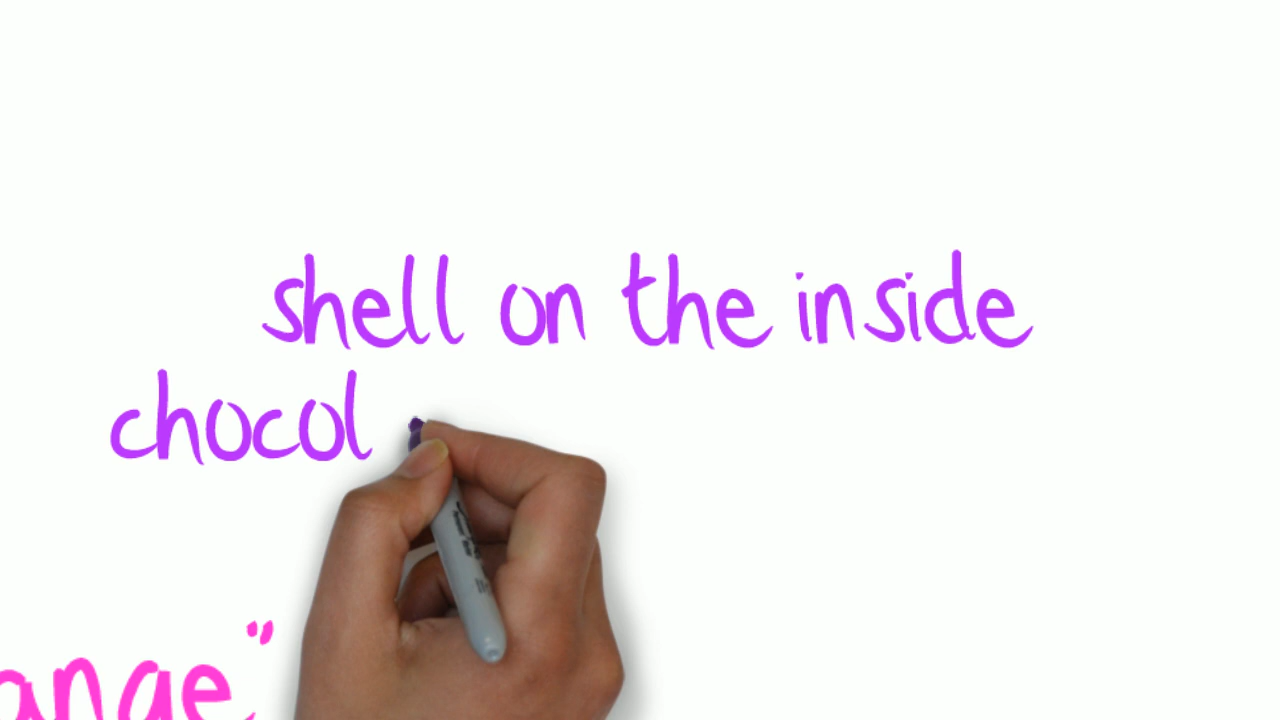 shell on the inside
chocol
ange"